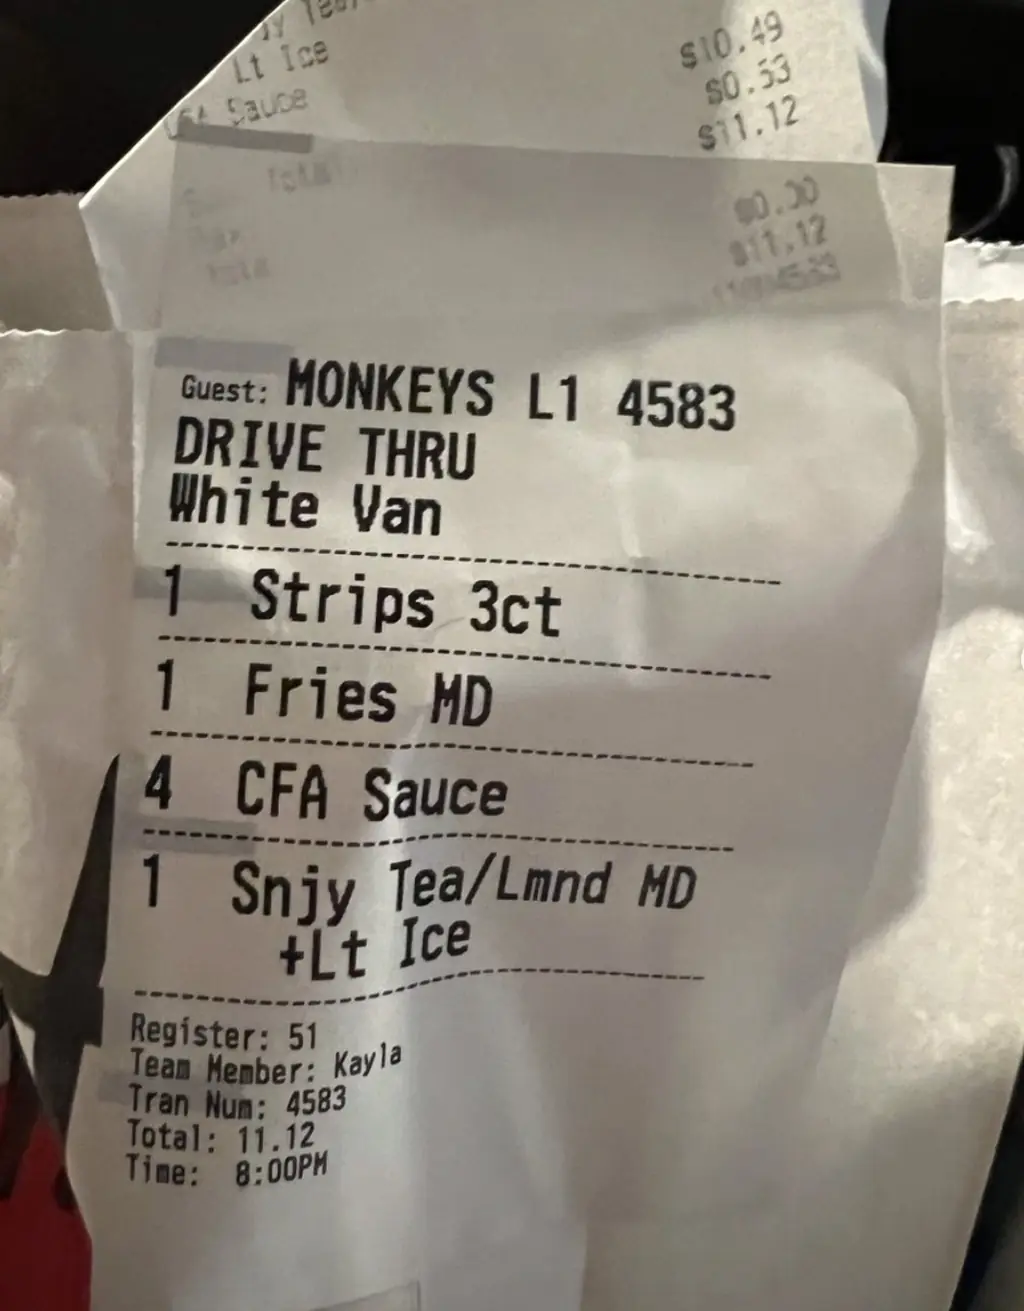 Lt Ice
$10.49
Sauce
$0.53
$11.12
Total
$0.00
$11.12
Guest: MONKEYS L1 4583
DRIVE THRU
White Van
1 Strips 3ct
1 Fries MD
4 CFA Sauce
1 Snjy Tea/Lmnd MD
+Lt Ice
Register: 51
Team Member: Kayla
Tran Num: 4583
Total: 11.12
Time: 8:00PM